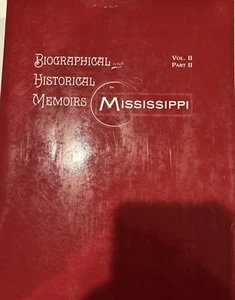 BIOGRAPHICAL and
HISTORICAL
MEMOIRS of MISSISSIPPI
VOL. II
PART II